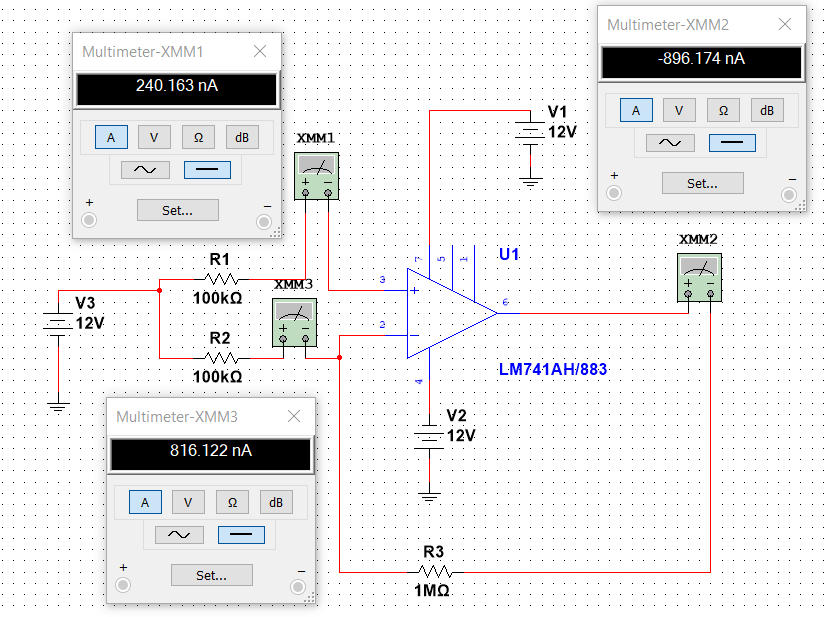 Multimeter-XMM1
240.163 nA
A V Ω dB
+ Set... −
Multimeter-XMM2
-896.174 nA
A V Ω dB
+ Set... −
V1
12V
XMM1
+ −
R1
100kΩ
XMM3
+ −
V3
12V
R2
100kΩ
7 5 1
U1
3
+
2
−
6
4
LM741AH/883
XMM2
+ −
V2
12V
Multimeter-XMM3
816.122 nA
A V Ω dB
+ Set... −
R3
1MΩ